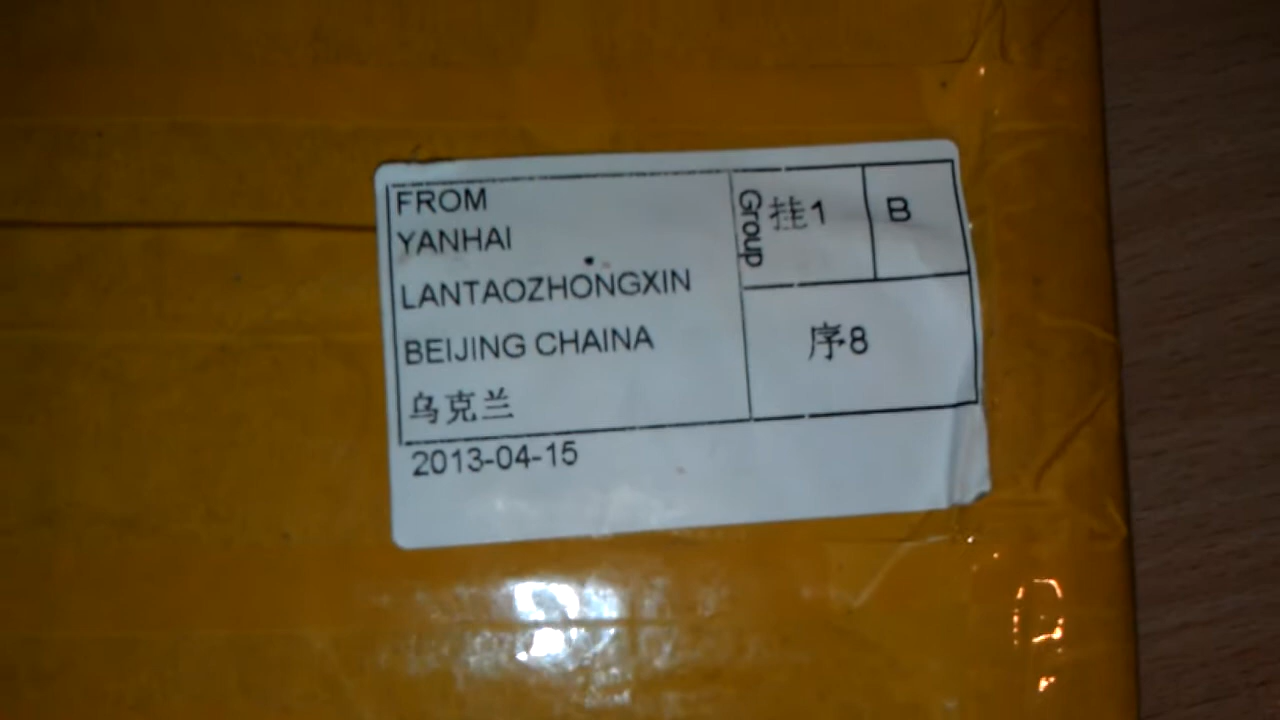 FROM
YANHAI
LANTAOZHONGXIN
BEIJING CHAINA
乌克兰
2013-04-15
Group
挂1
B
序8